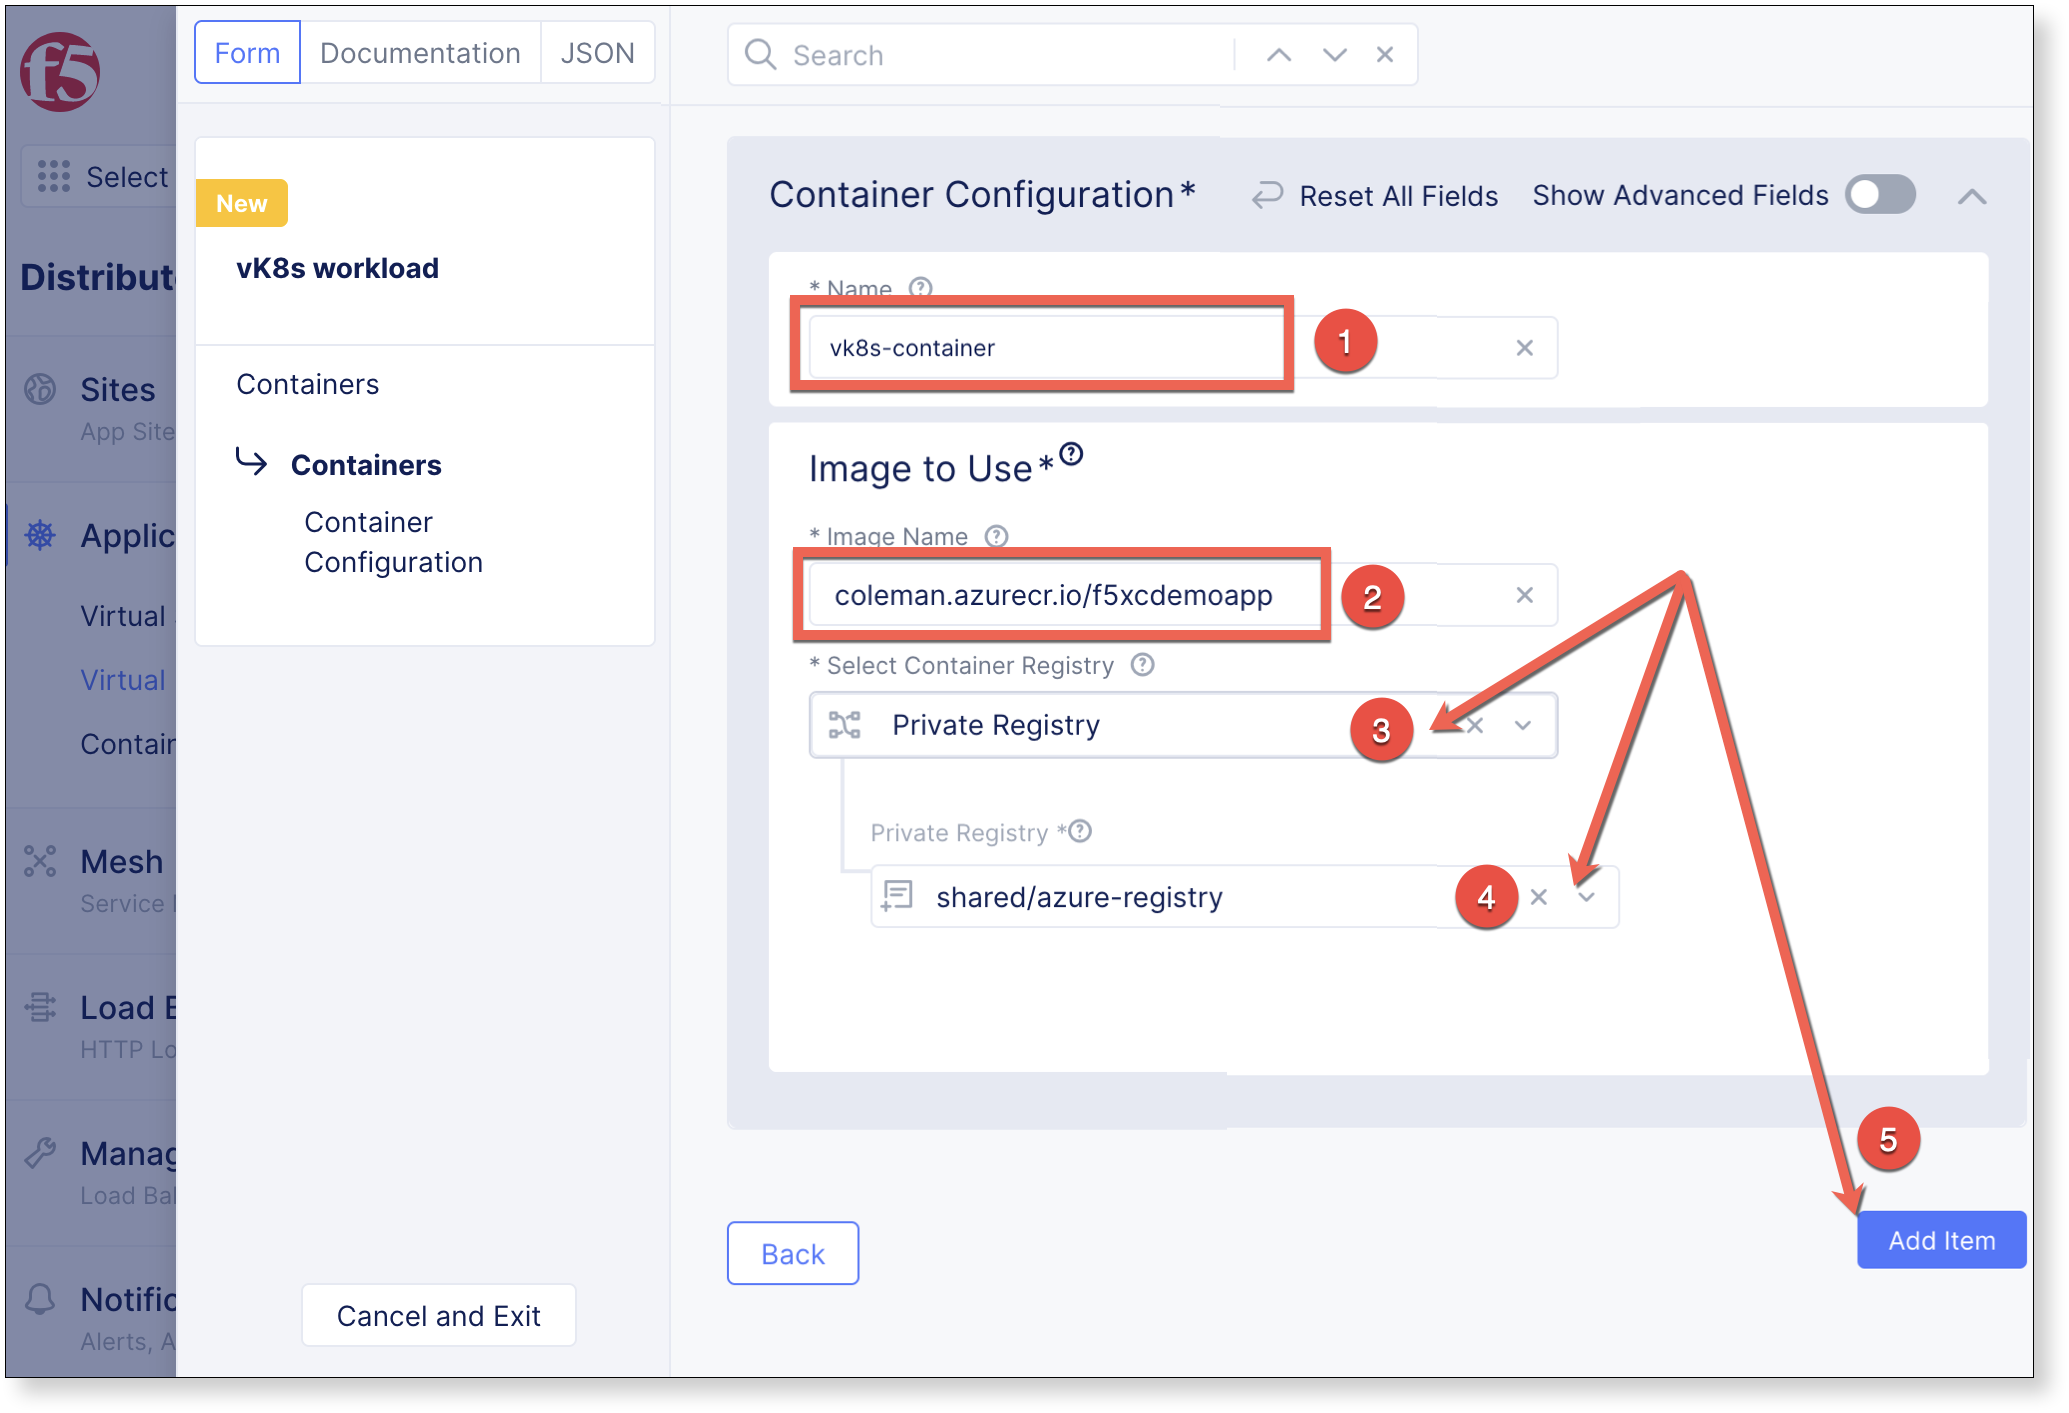 f5
Select
Distribut
Sites
App Site
Applic
Virtual
Virtual
Contain
Mesh
Service
Load B
HTTP Lo
Manag
Load Bal
Notific
Alerts, A
Form
Documentation
JSON
New
vK8s workload
Containers
Containers
Container
Configuration
Cancel and Exit
Search
Container Configuration*
Reset All Fields
Show Advanced Fields
* Name
vk8s-container
1
Image to Use*
* Image Name
coleman.azurecr.io/f5xcdemoapp
2
* Select Container Registry
Private Registry
3
Private Registry *
shared/azure-registry
4
5
Back
Add Item